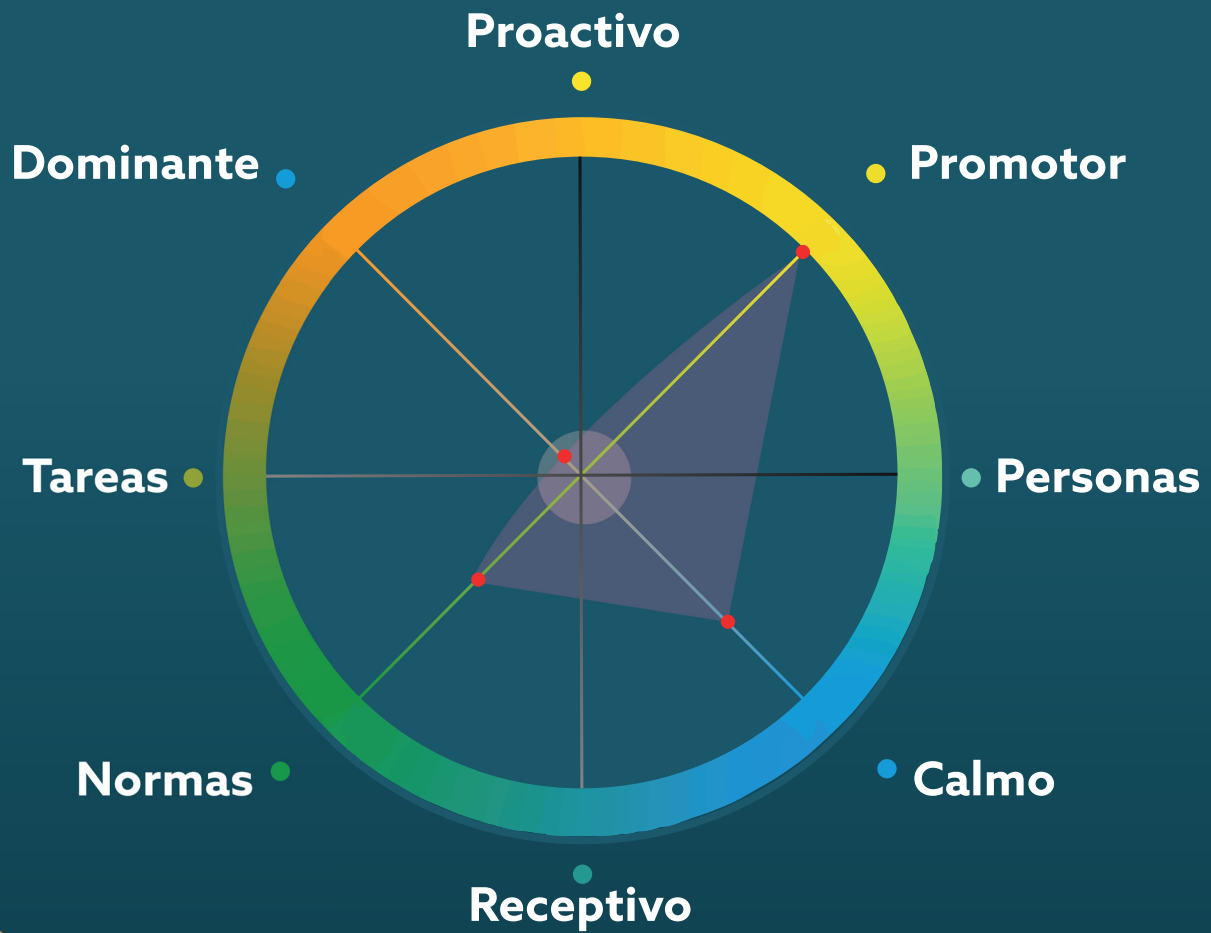 Proactivo
Dominante
Promotor
Tareas
Personas
Normas
Calmo
Receptivo